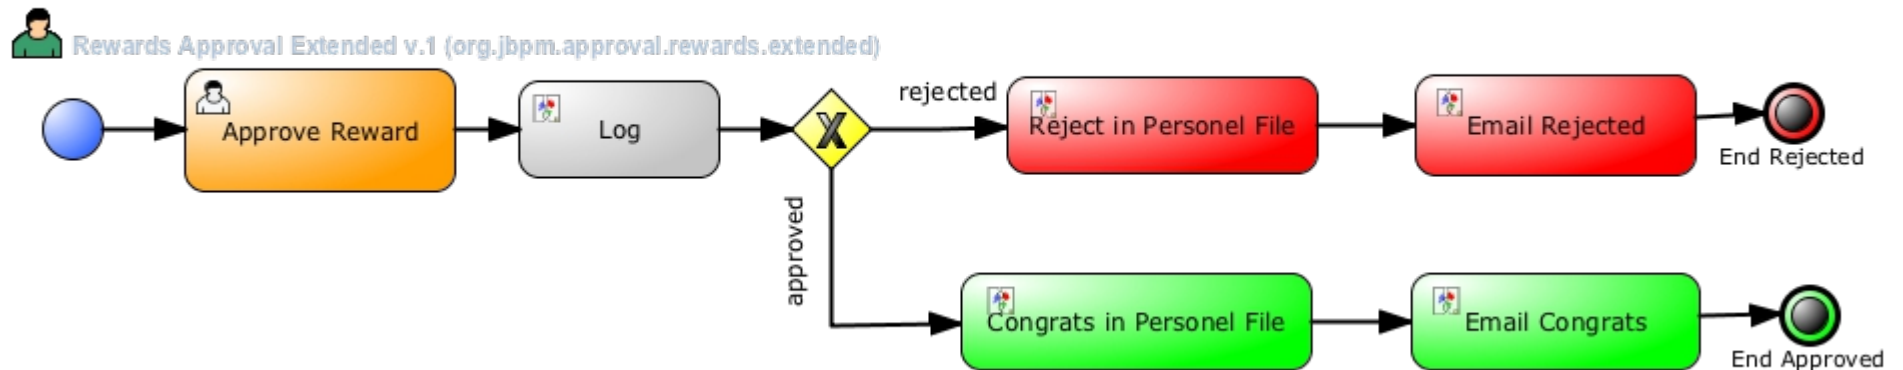 Rewards Approval Extended v.1 (org.jbpm.approval.rewards.extended)
Approve Reward
Log
rejected
Reject in Personel File
Email Rejected
End Rejected
approved
Congrats in Personel File
Email Congrats
End Approved